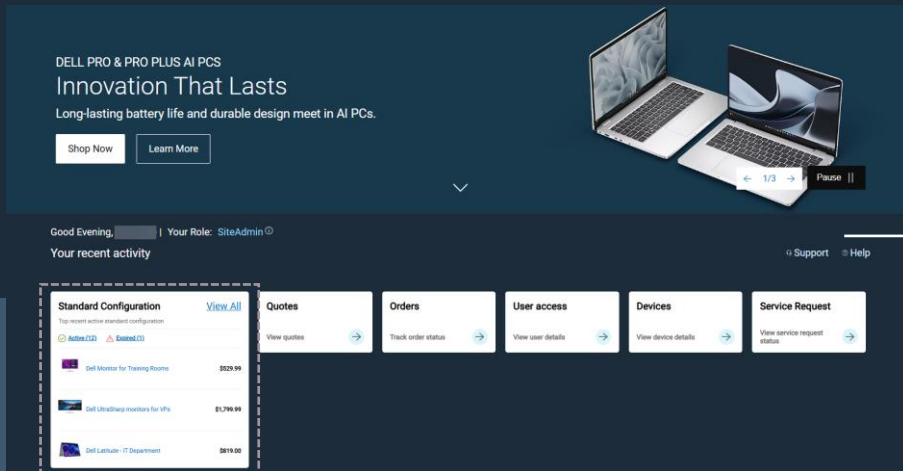 DELL PRO & PRO PLUS AI PCS
Innovation That Lasts
Long-lasting battery life and durable design meet in AI PCs.
Shop Now
Learn More
← 1/3 →
Pause ||
Good Evening, | Your Role: SiteAdmin
Your recent activity
Support
Help
Standard Configuration
View All
Top recent active standard configuration
Active (12)
Expired (1)
Dell Monitor for Training Rooms
$529.99
Dell UltraSharp monitors for VPs
$1,799.99
Dell Latitude - IT Department
$819.00
Quotes
View quotes
Orders
Track order status
User access
View user details
Devices
View device details
Service Request
View service request
status